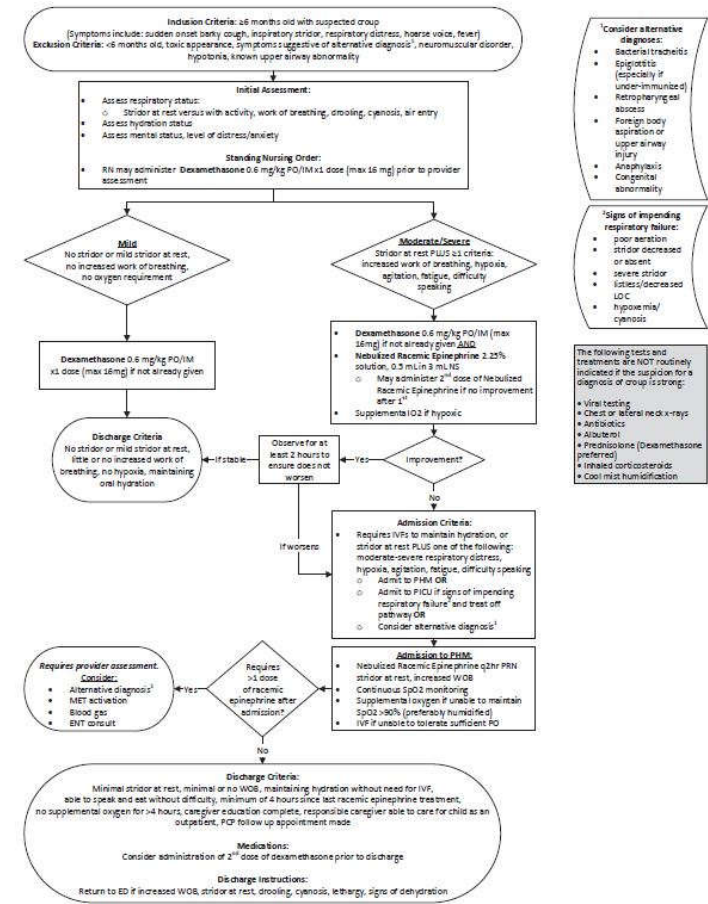 Inclusion Criteria: ≥6 months old with suspected croup
(Symptoms include: sudden onset barky cough, inspiratory stridor, respiratory distress, hoarse voice, fever)
Exclusion Criteria: <6 months old, toxic appearance, symptoms suggestive of alternative diagnosis¹, neuromuscular disorder,
hypotonia, known upper airway abnormality
Initial Assessment:
• Assess respiratory status:
o Stridor at rest versus with activity, work of breathing, drooling, cyanosis, air entry
• Assess hydration status
• Assess mental status, level of distress/anxiety
Standing Nursing Order:
• RN may administer Dexamethasone 0.6 mg/kg PO/IM x1 dose (max 16 mg) prior to provider
assessment
¹Consider alternative
diagnoses:
• Bacterial tracheitis
• Epiglottitis
(especially if
under-immunized)
• Retropharyngeal
abscess
• Foreign body
aspiration or
upper airway
injury
• Anaphylaxis
• Congenital
abnormality
²Signs of impending
respiratory failure:
• poor aeration
• stridor decreased
or absent
• severe stridor
• listless/decreased
LOC
• hypoxemia/
cyanosis
The following tests and
treatments are NOT routinely
indicated if the suspicion for a
diagnosis of croup is strong:
• Viral testing
• Chest or lateral neck x-rays
• Antibiotics
• Albuterol
• Prednisolone (Dexamethasone
preferred)
• Inhaled corticosteroids
• Cool mist humidification
Mild
No stridor or mild stridor at rest,
no increased work of breathing,
no oxygen requirement
Moderate/Severe
Stridor at rest PLUS ≥1 criteria:
increased work of breathing, hypoxia,
agitation, fatigue, difficulty
speaking
Dexamethasone 0.6 mg/kg PO/IM
x1 dose (max 16mg) if not already given
• Dexamethasone 0.6 mg/kg PO/IM (max
16mg) if not already given AND
• Nebulized Racemic Epinephrine 2.25%
solution, 0.5 mL in 3 mL NS
o May administer 2nd dose of Nebulized
Racemic Epinephrine if no improvement
after 1st
• Supplemental O2 if hypoxic
Discharge Criteria
No stridor or mild stridor at rest,
little or no increased work of
breathing, no hypoxia, maintaining
oral hydration
If stable
Observe for at
least 2 hours to
ensure does not
worsen
Yes
Improvement?
No
If worsens
Admission Criteria:
• Requires IVFs to maintain hydration, or
stridor at rest PLUS one of the following:
moderate-severe respiratory distress,
hypoxia, agitation, fatigue, difficulty speaking
o Admit to PHM OR
o Admit to PICU if signs of impending
respiratory failure² and treat off
pathway OR
o Consider alternative diagnosis¹
Admission to PHM:
• Nebulized Racemic Epinephrine q2hr PRN
stridor at rest, increased WOB
• Continuous SpO2 monitoring
• Supplemental oxygen if unable to maintain
SpO2 >90% (preferably humidified)
• IVF if unable to tolerate sufficient PO
Requires
>1 dose
of racemic
epinephrine after
admission?
Yes
Requires provider assessment.
Consider:
• Alternative diagnosis¹
• MET activation
• Blood gas
• ENT consult
No
Discharge Criteria:
Minimal stridor at rest, minimal or no WOB, maintaining hydration without need for IVF,
able to speak and eat without difficulty, minimum of 4 hours since last racemic epinephrine treatment,
no supplemental oxygen for >4 hours, caregiver education complete, responsible caregiver able to care for child as an
outpatient, PCP follow up appointment made
Medications:
Consider administration of 2nd dose of dexamethasone prior to discharge
Discharge Instructions:
Return to ED if increased WOB, stridor at rest, drooling, cyanosis, lethargy, signs of dehydration